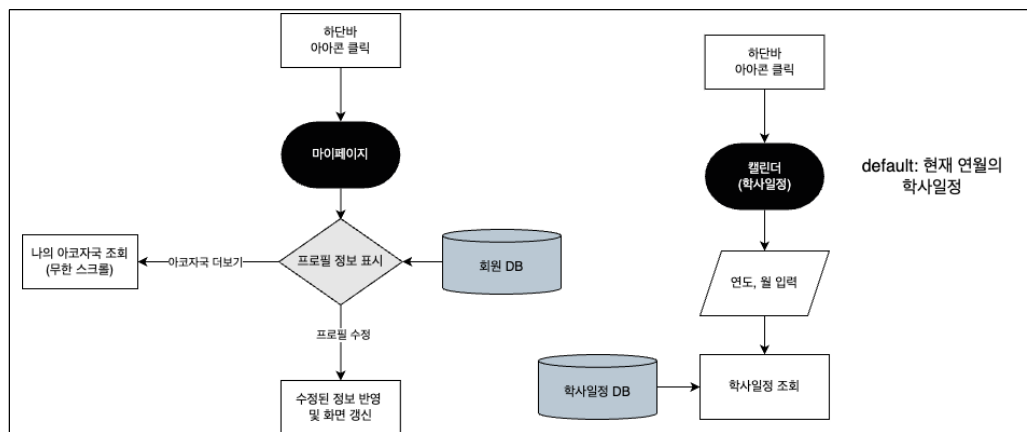 하단바
아아콘 클릭
마이페이지
프로필 정보 표시
회원 DB
아코자국 더보기
나의 아코자국 조회
(무한 스크롤)
프로필 수정
수정된 정보 반영
및 화면 갱신
하단바
아아콘 클릭
캘린더
(학사일정)
default: 현재 연월의
학사일정
연도, 월 입력
학사일정 DB
학사일정 조회